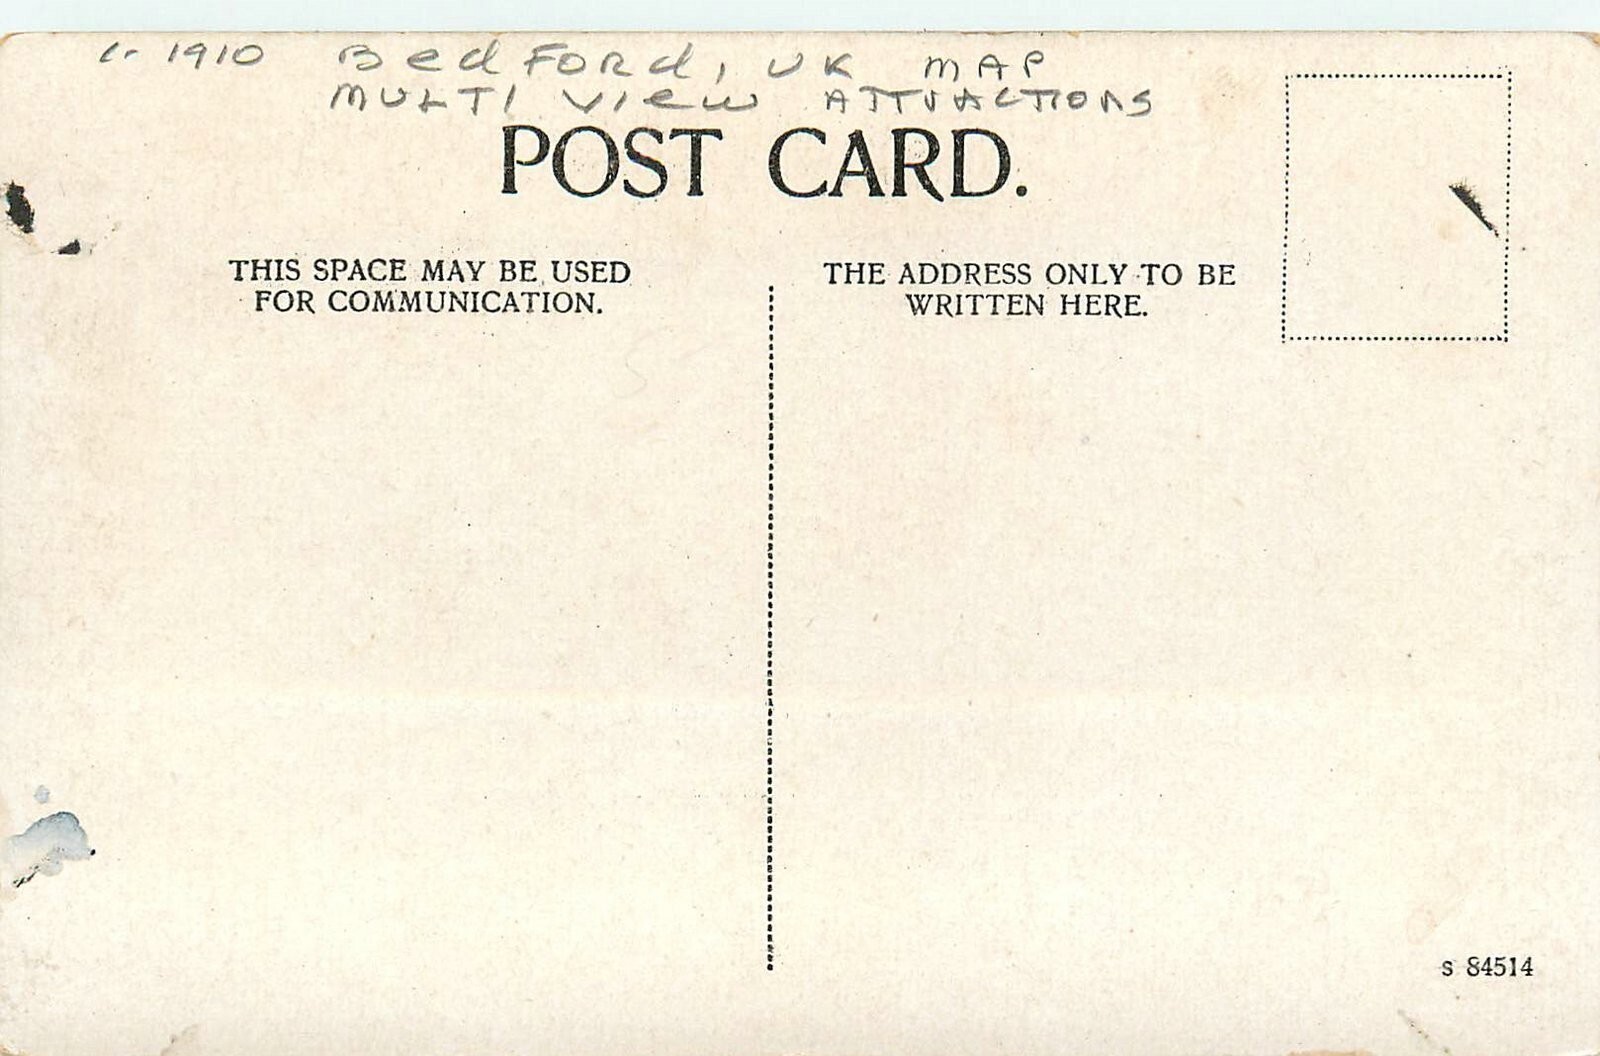 c. 1910 Bedford, UK MAP
MULTI View ATTRACTIONS
POST CARD.
THIS SPACE MAY BE USED
FOR COMMUNICATION.
THE ADDRESS ONLY TO BE
WRITTEN HERE.
S 84514